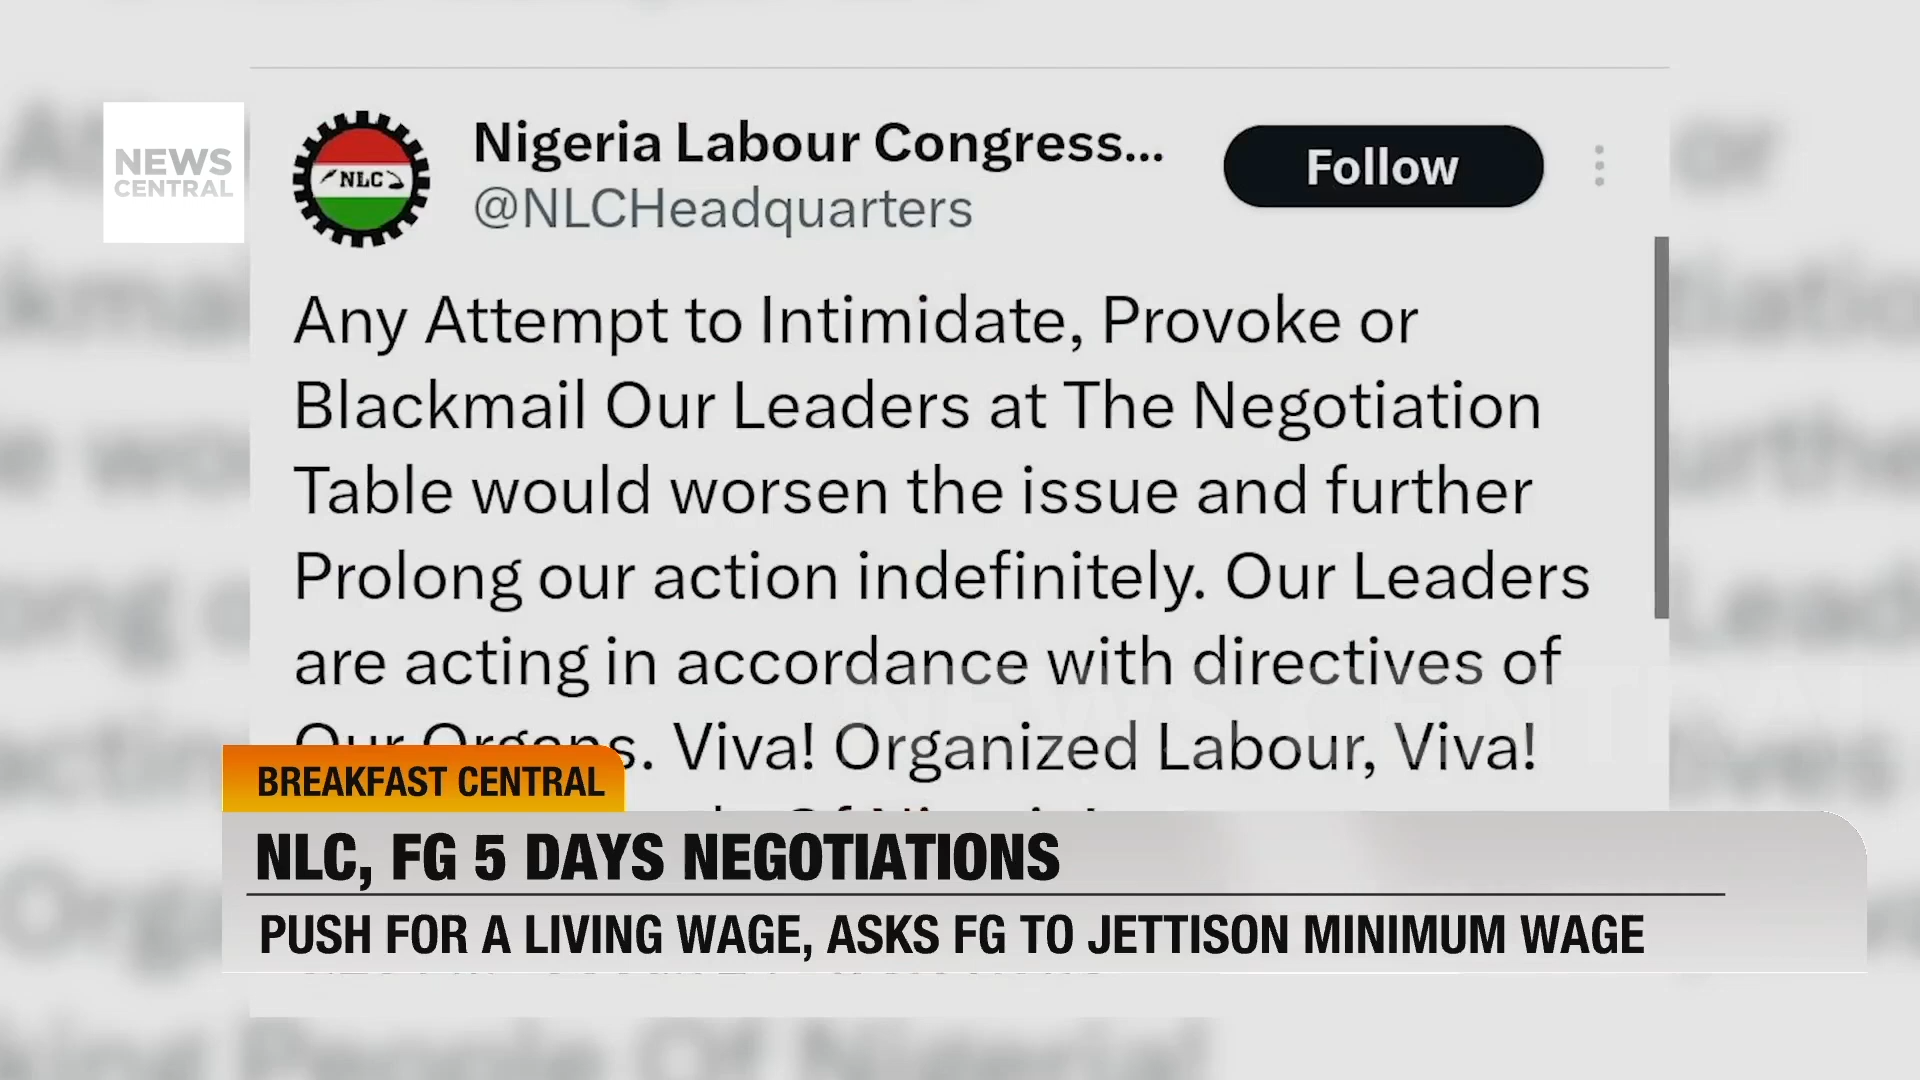 NEWS
CENTRAL
NLC
Nigeria Labour Congress...
@NLCHeadquarters
Follow
Any Attempt to Intimidate, Provoke or
Blackmail Our Leaders at The Negotiation
Table would worsen the issue and further
Prolong our action indefinitely. Our Leaders
are acting in accordance with directives of
Our Organs. Viva! Organized Labour, Viva!
BREAKFAST CENTRAL
NLC, FG 5 DAYS NEGOTIATIONS
PUSH FOR A LIVING WAGE, ASKS FG TO JETTISON MINIMUM WAGE